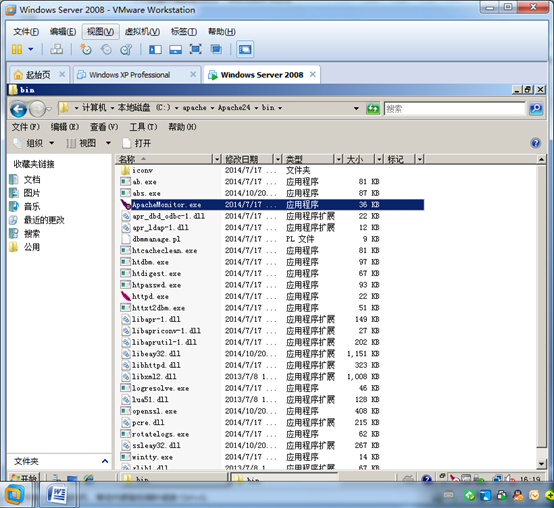 Windows Server 2008 - VMware Workstation
文件(F) 编辑(E) 查看(V) 虚拟机(V) 标签(T) 帮助(H)
起始页 Windows XP Professional Windows Server 2008
bin
计算机 本地磁盘 (C:) apache Apache24 bin 搜索
文件(F) 编辑(E) 查看(V) 工具(T) 帮助(H)
组织 视图 打开
收藏夹链接
文档
图片
音乐
最近的更改
搜索
公用
文件夹
名称 修改日期 类型 大小 标记
iconv 2014/7/17 ... 文件夹
ab.exe 2014/7/17 ... 应用程序 81 KB
abs.exe 2014/10/20... 应用程序 87 KB
ApacheMonitor.exe 2014/7/17 ... 应用程序 36 KB
apr_dbd_odbc-1.dll 2014/7/17 ... 应用程序扩展 22 KB
apr_ldap-1.dll 2014/7/17 ... 应用程序扩展 12 KB
dbmmanage.pl 2014/7/17 ... PL 文件 9 KB
htcacheclean.exe 2014/7/17 ... 应用程序 81 KB
htdbm.exe 2014/7/17 ... 应用程序 97 KB
htdigest.exe 2014/7/17 ... 应用程序 67 KB
htpasswd.exe 2014/7/17 ... 应用程序 93 KB
httpd.exe 2014/7/17 ... 应用程序 22 KB
httxt2dbm.exe 2014/7/17 ... 应用程序 51 KB
libapr-1.dll 2014/7/17 ... 应用程序扩展 149 KB
libapriconv-1.dll 2014/7/17 ... 应用程序扩展 27 KB
libaprutil-1.dll 2014/7/17 ... 应用程序扩展 202 KB
libeay32.dll 2014/10/20... 应用程序扩展 1,151 KB
libhttpd.dll 2014/7/17 ... 应用程序扩展 323 KB
libxml2.dll 2013/7/8 1... 应用程序扩展 1,008 KB
logresolve.exe 2014/7/17 ... 应用程序 46 KB
lua51.dll 2013/7/8 1... 应用程序扩展 128 KB
openssl.exe 2014/10/20... 应用程序 408 KB
pcre.dll 2014/7/17 ... 应用程序扩展 215 KB
rotatelogs.exe 2014/7/17 ... 应用程序 62 KB
ssleay32.dll 2014/10/20... 应用程序扩展 267 KB
wintty.exe 2014/7/17 ... 应用程序 14 KB
zlib1.dll 2013/7/8 1... 应用程序扩展
开始 bin bin 16:19